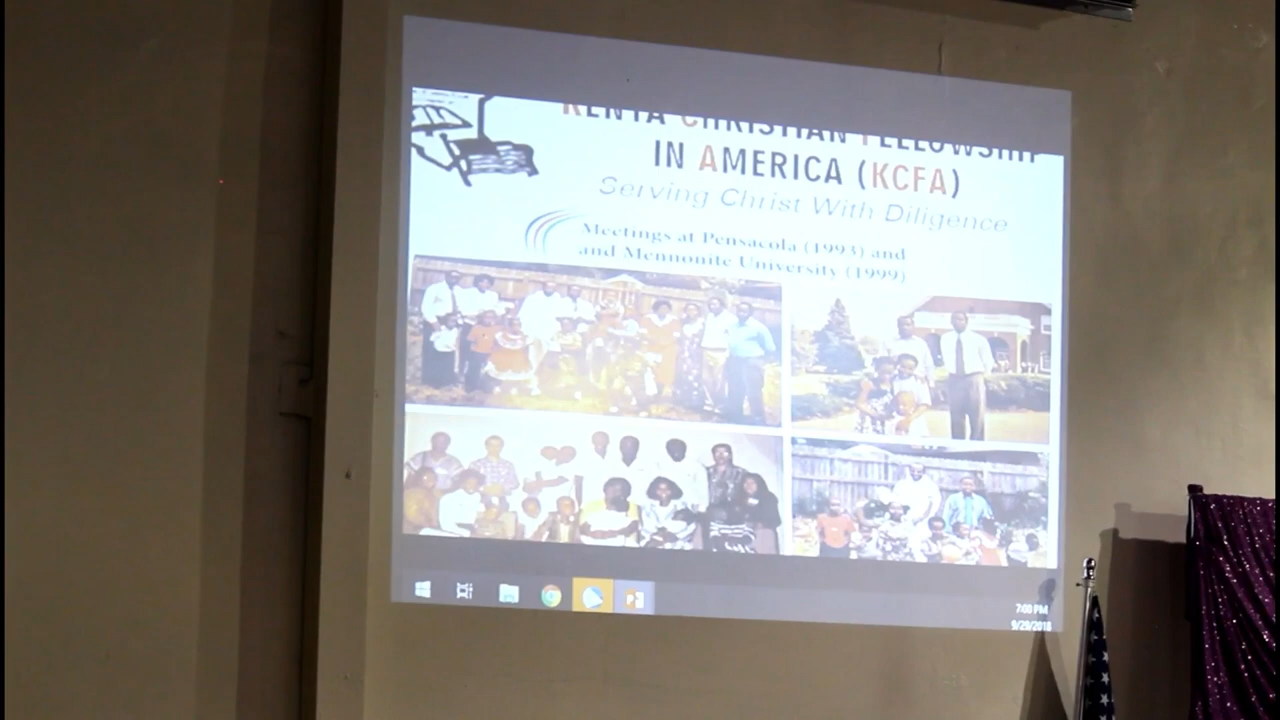 KENYA CHRISTIAN FELLOWSHIP
IN AMERICA (KCFA)
Serving Christ With Diligence
Meetings at Pensacola (1993) and
and Mennonite University (1999)
7:00 PM
9/29/2018